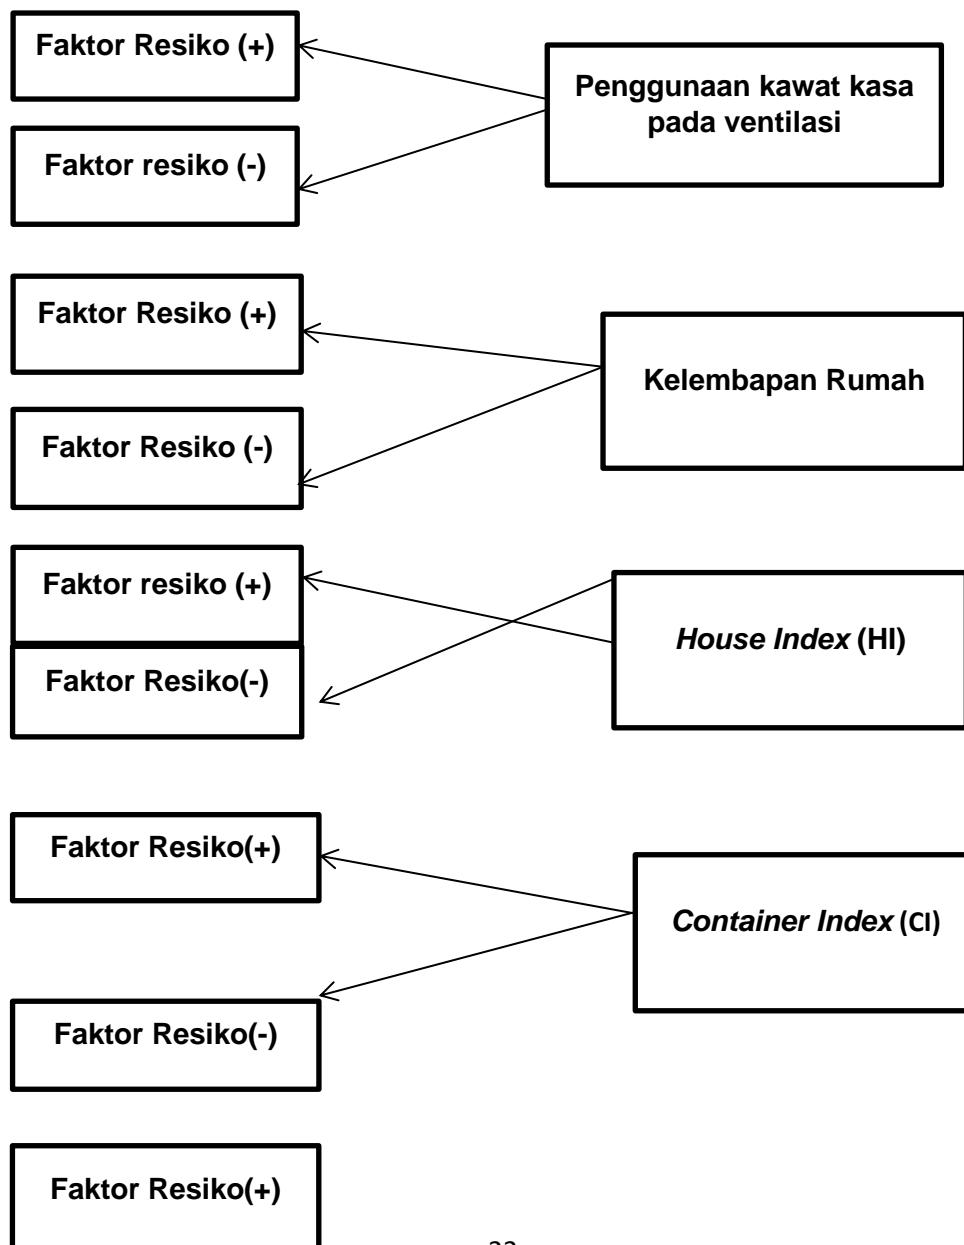 Faktor Resiko (+)
Penggunaan kawat kasa
pada ventilasi
Faktor resiko (-)
Faktor Resiko (+)
Kelembapan Rumah
Faktor Resiko (-)
Faktor resiko (+)
House Index (HI)
Faktor Resiko(-)
Faktor Resiko(+)
Container Index (CI)
Faktor Resiko(-)
Faktor Resiko(+)